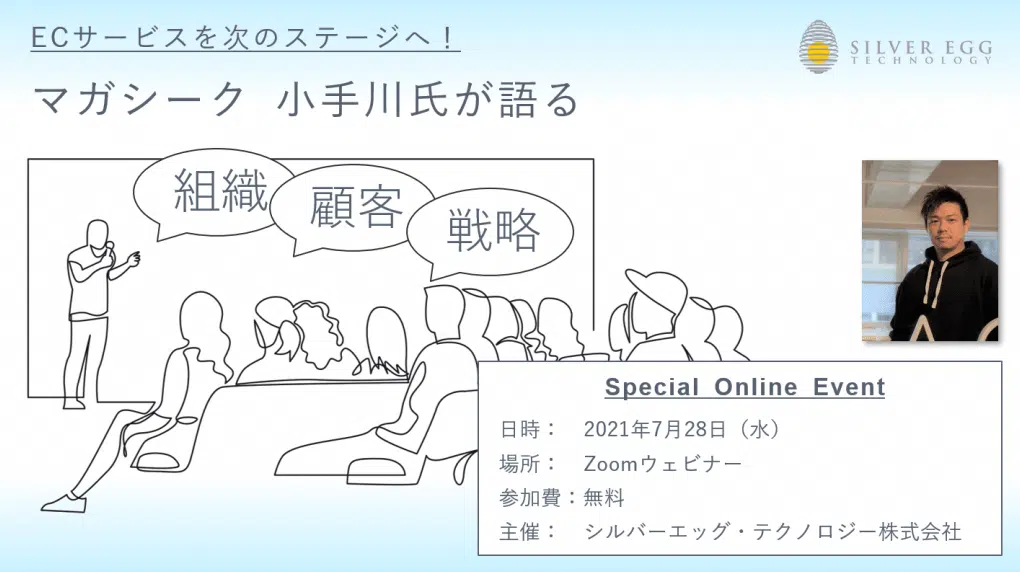 ECサービスを次のステージへ！
SILVER EGG
TECHNOLOGY
マガシーク 小手川氏が語る
組織
顧客
戦略
Special Online Event
日時： 2021年7月28日（水）
場所： Zoomウェビナー
参加費：無料
主催： シルバーエッグ・テクノロジー株式会社